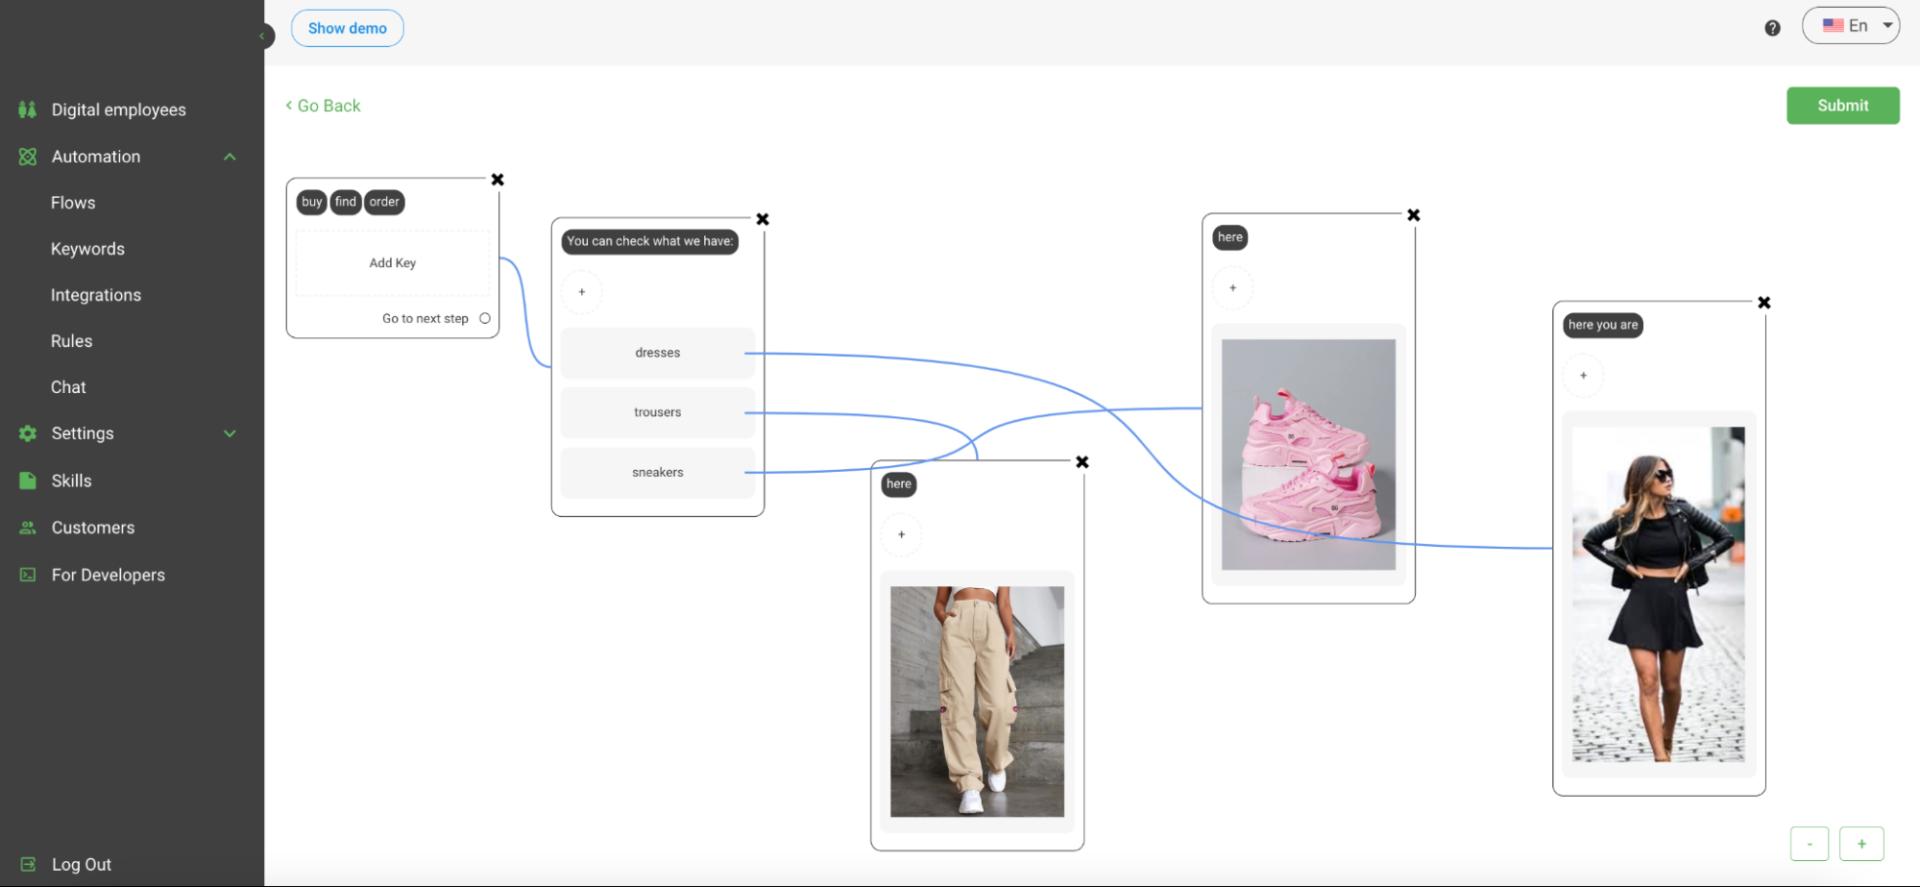 Show demo
En
Digital employees
Automation
Flows
Keywords
Integrations
Rules
Chat
Settings
Skills
Customers
For Developers
Log Out
< Go Back
Submit
buy find order
Add Key
Go to next step
You can check what we have:
+
dresses
trousers
sneakers
here
+
here
+
here you are
+
- +